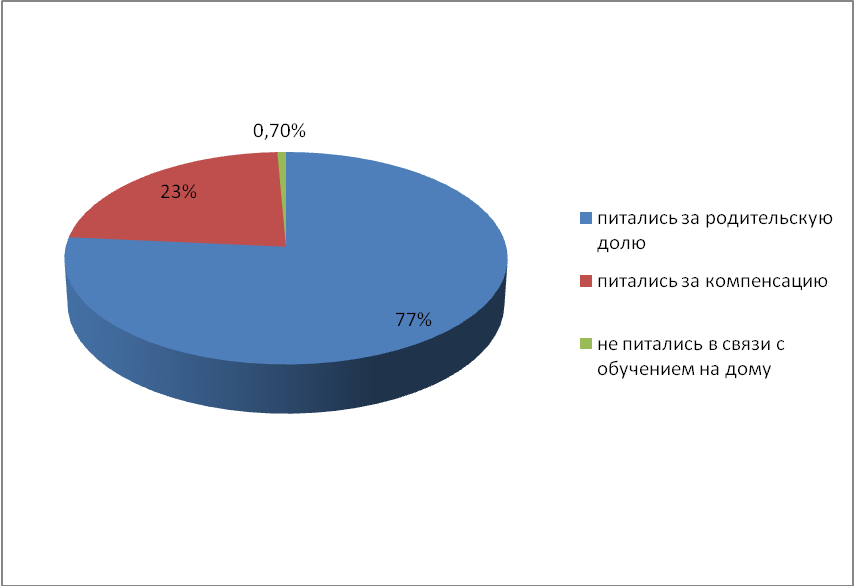 0,70%
23%
77%
питались за родительскую
долю
питались за компенсацию
не питались в связи с
обучением на дому